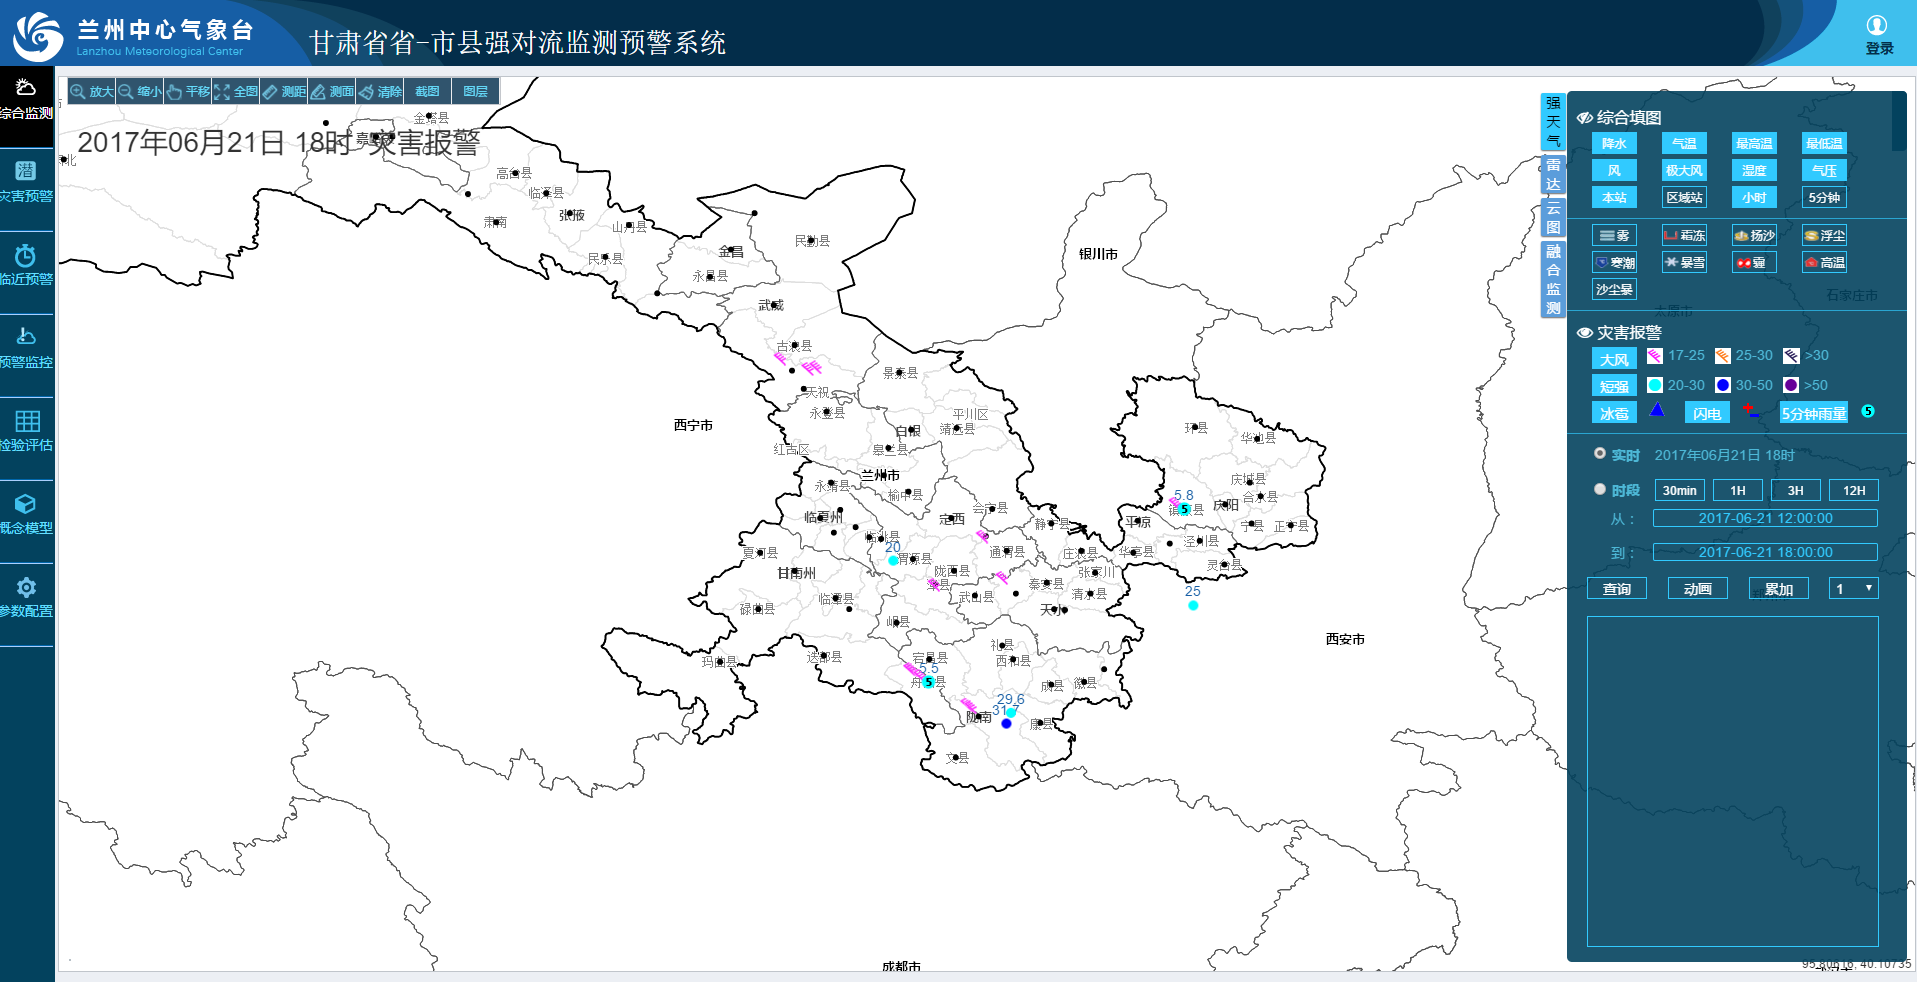 兰州中心气象台
Lanzhou Meteorological Center
甘肃省省-市县强对流监测预警系统
登录
综合监测
灾害预警
临近预警
预警监控
检验评估
概念模型
参数配置
放大 缩小 平移 全图 测距 测面 清除 截图 图层
2017年06月21日 18时 灾害报警
金塔县
高台县
临泽县
张掖
肃南
山丹县
民乐县
金昌
民勤县
永昌县
武威
银川市
古浪县
景泰县
天祝
永登县
平川区
白银
靖远县
西宁市
红古区
皋兰县
兰州市
永靖县
榆中县
临夏州
定西
会宁县
静宁县
临洮县
20
渭源县
通渭县
庄浪县
华亭县
夏河县
甘南州
陇西县
张家川
秦安县
清水县
武山县
天水
临潭县
碌曲县
岷县
礼县
西和县
宕昌县
迭部县
玛曲县
5.5
5
成县
徽县
29.6
31.7
陇南
康县
文县
环县
华池县
庆城县
合水县
庆阳
5.8
5
宁县
正宁县
平凉
泾川县
灵台县
25
西安市
成都市
强天气
雷达
云图
融合监测
综合填图
降水 气温 最高温 最低温
风 极大风 湿度 气压
本站 区域站 小时 5分钟
雾 霜冻 扬沙 浮尘
寒潮 暴雪 霾 高温
沙尘暴
石家庄市
太原市
灾害报警
大风 17-25 25-30 >30
短强 20-30 30-50 >50
冰雹 闪电 5分钟雨量 5
实时 2017年06月21日 18时
时段 30min 1H 3H 12H
从： 2017-06-21 12:00:00
到： 2017-06-21 18:00:00
查询 动画 累加 1